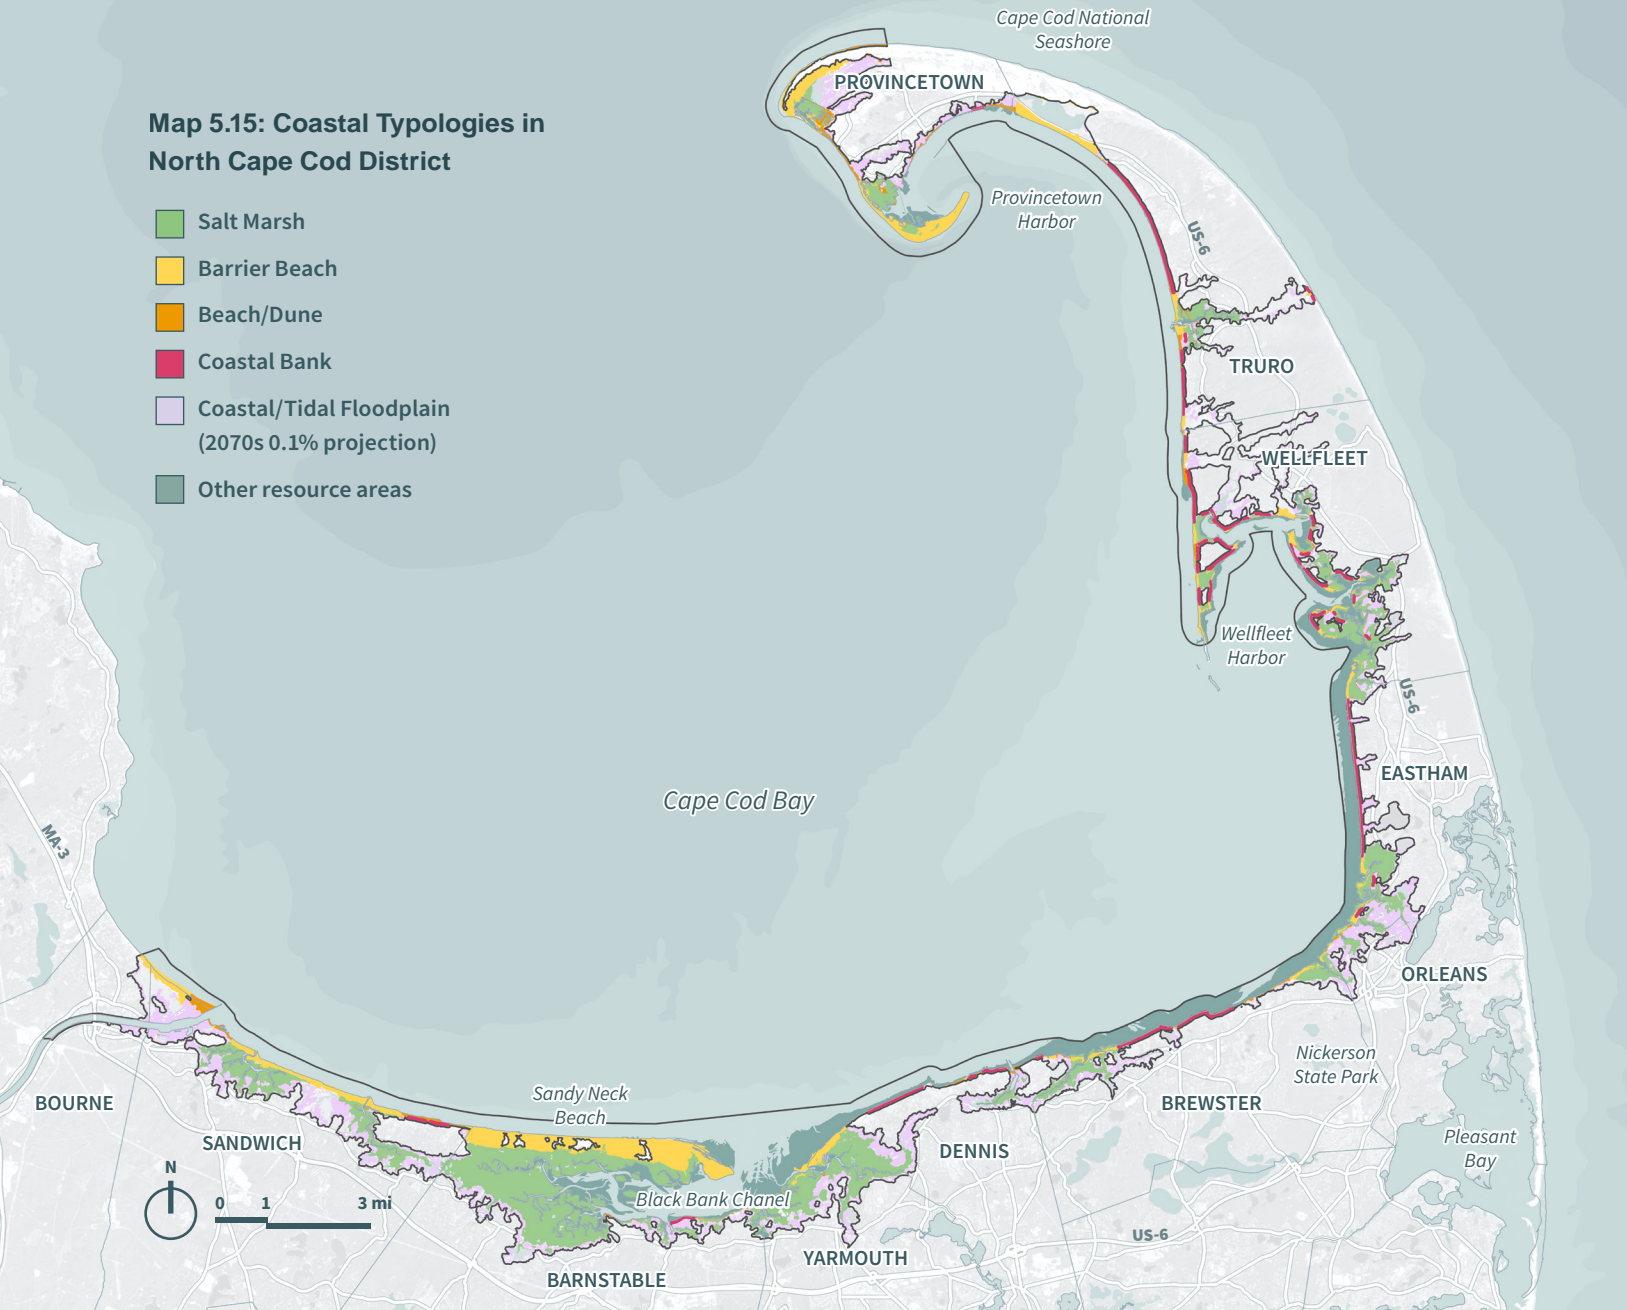 Cape Cod National
Seashore
PROVINCETOWN
Map 5.15: Coastal Typologies in
North Cape Cod District
Salt Marsh
Barrier Beach
Beach/Dune
Coastal Bank
Coastal/Tidal Floodplain
(2070s 0.1% projection)
Other resource areas
Provincetown
Harbor
US-6
TRURO
WELLFLEET
Wellfleet
Harbor
US-6
EASTHAM
Cape Cod Bay
MA-3
ORLEANS
Nickerson
State Park
BREWSTER
Pleasant
Bay
BOURNE
Sandy Neck
Beach
SANDWICH
DENNIS
N
0 1 3 mi
Black Bank Chanel
US-6
YARMOUTH
BARNSTABLE